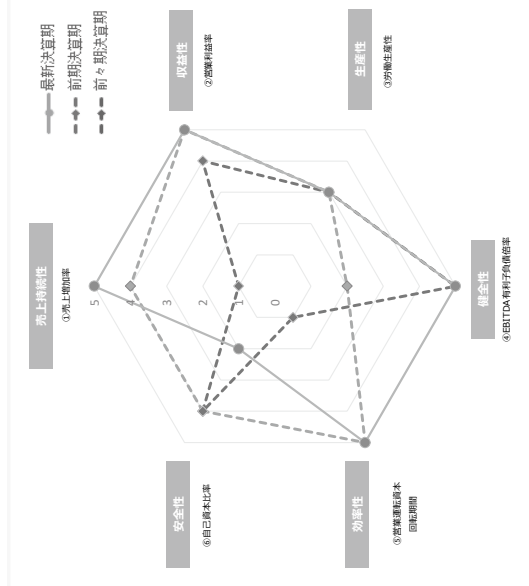 最新決算期
前期決算期
前々期決算期
売上持続性
①売上増加率
収益性
②営業利益率
生産性
③労働生産性
健全性
④EBITDA有利子負債倍率
効率性
⑤営業運転資本
回転期間
安全性
⑥自己資本比率
5
4
3
2
1
0